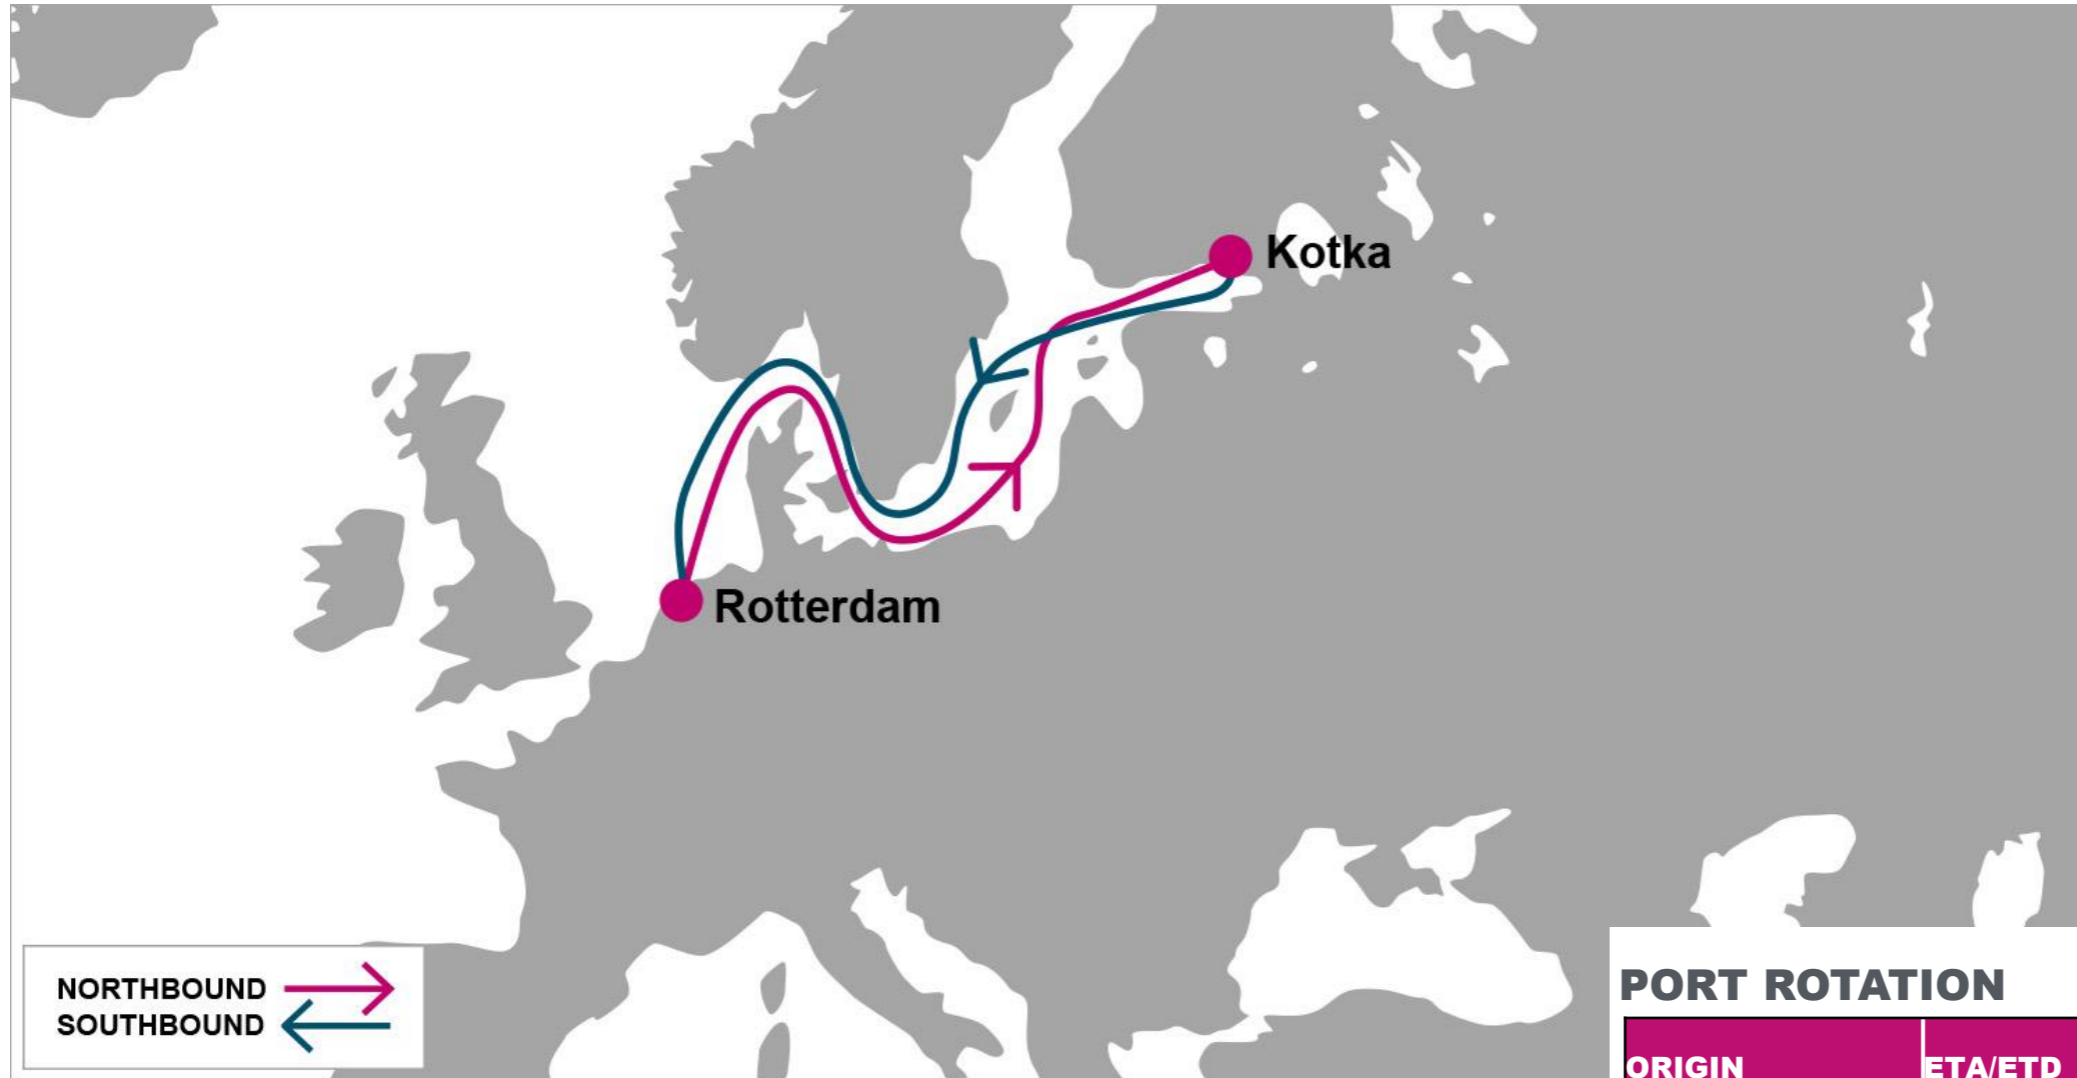 Kotka
Rotterdam
NORTHBOUND
SOUTHBOUND
PORT ROTATION
ORIGIN ETA/ETD